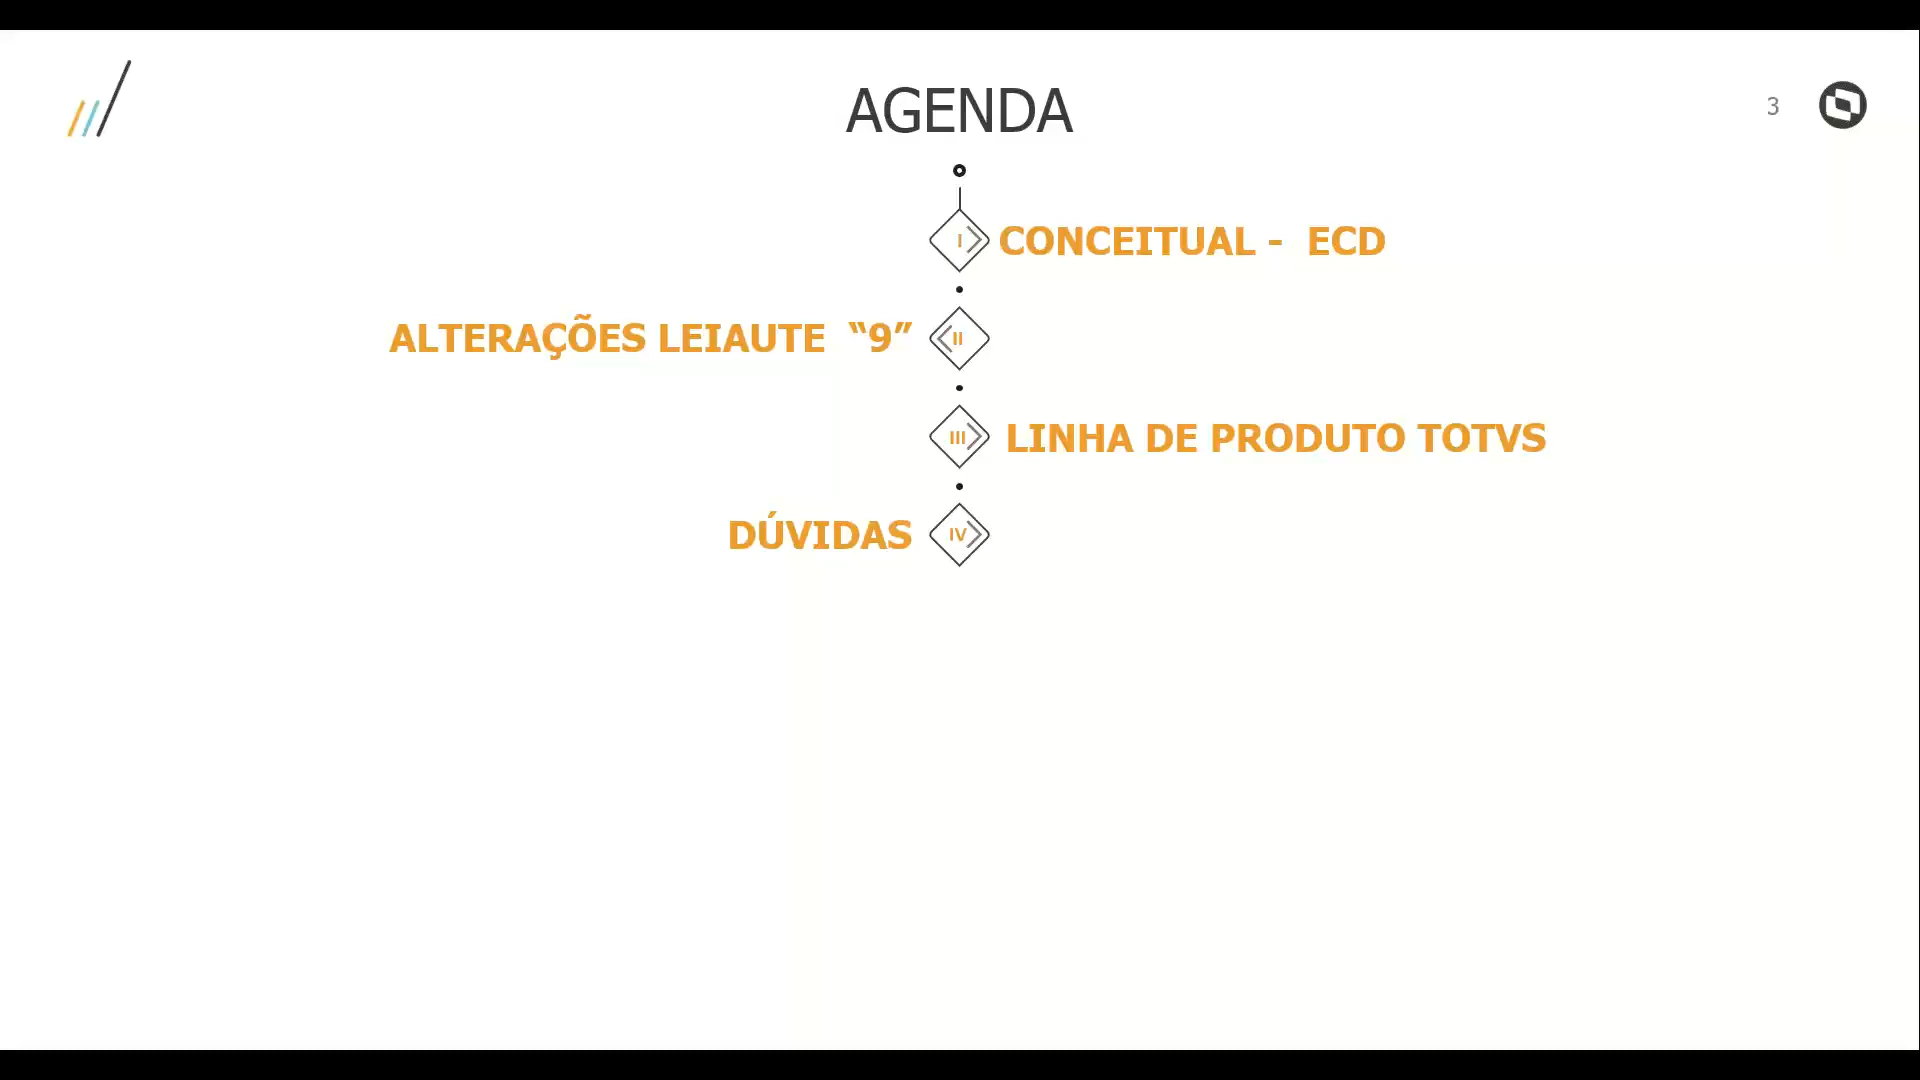 AGENDA
3
I CONCEITUAL - ECD
ALTERAÇÕES LEIAUTE “9” II
III LINHA DE PRODUTO TOTVS
DÚVIDAS IV